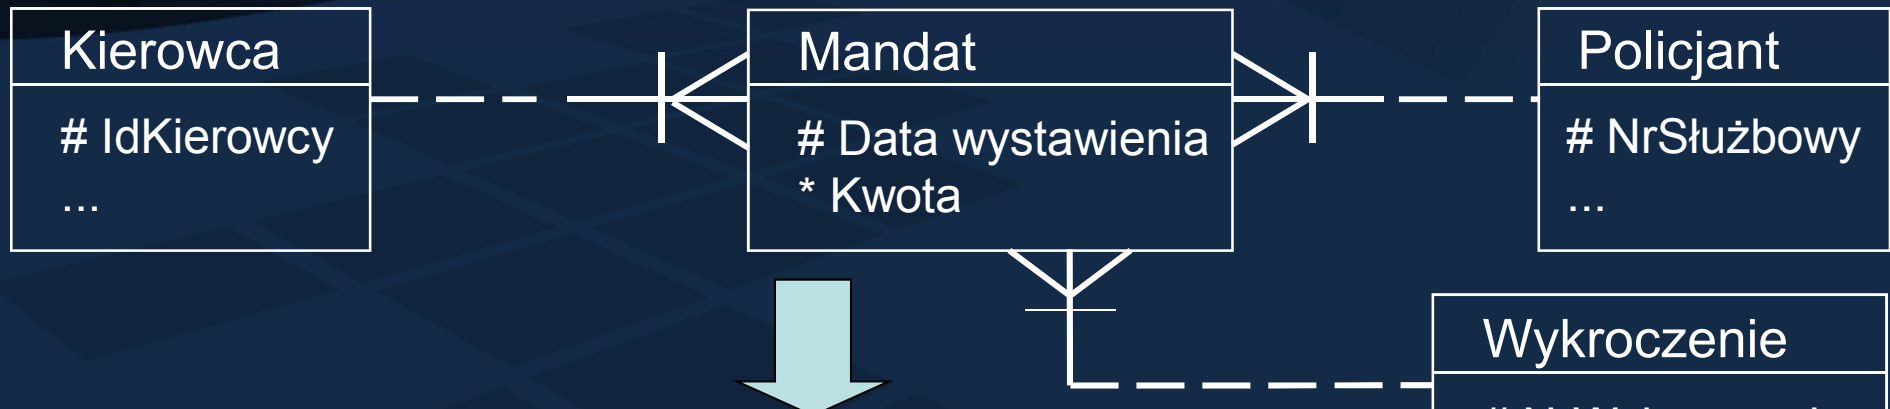 Kierowca
# IdKierowcy
...
Mandat
# Data wystawienia
* Kwota
Policjant
# NrSłużbowy
...
Wykroczenie